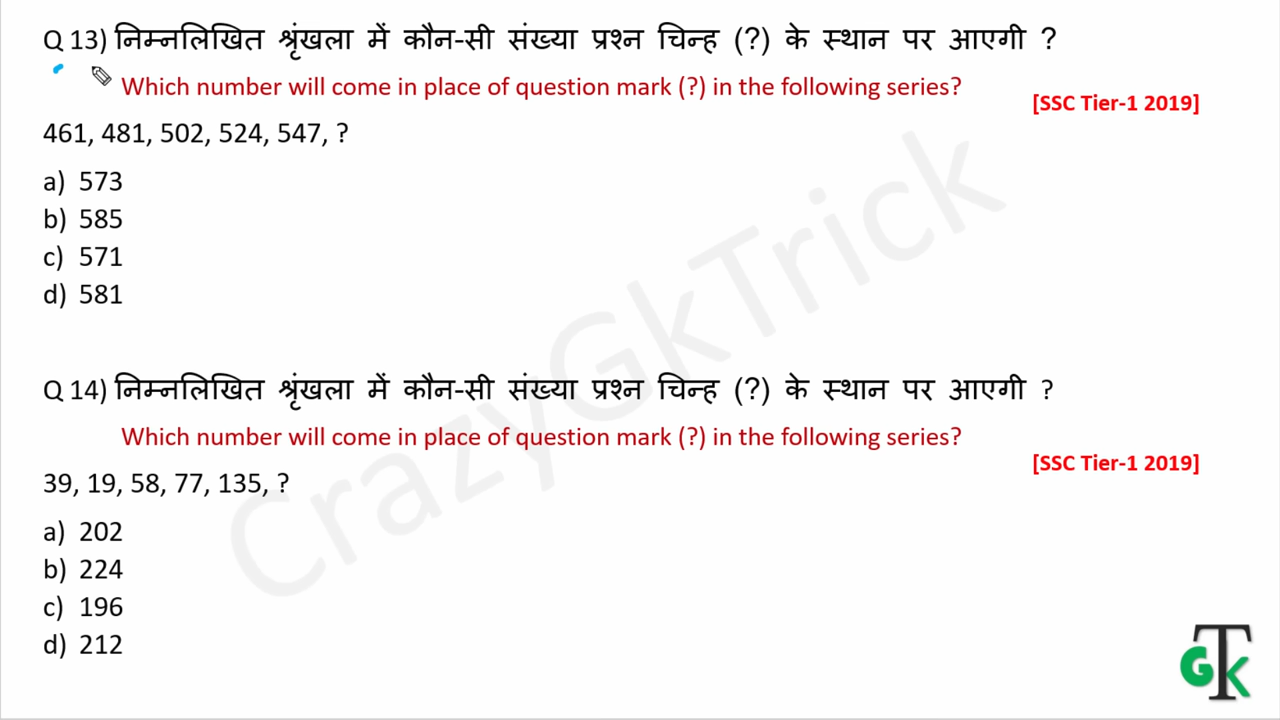 Q 13) निम्नलिखित श्रृंखला में कौन-सी संख्या प्रश्न चिन्ह (?) के स्थान पर आएगी ?
Which number will come in place of question mark (?) in the following series?
[SSC Tier-1 2019]
461, 481, 502, 524, 547, ?
a) 573
b) 585
c) 571
d) 581
Q 14) निम्नलिखित श्रृंखला में कौन-सी संख्या प्रश्न चिन्ह (?) के स्थान पर आएगी ?
Which number will come in place of question mark (?) in the following series?
[SSC Tier-1 2019]
39, 19, 58, 77, 135, ?
a) 202
b) 224
c) 196
d) 212
CrazyGkTrick
GTK